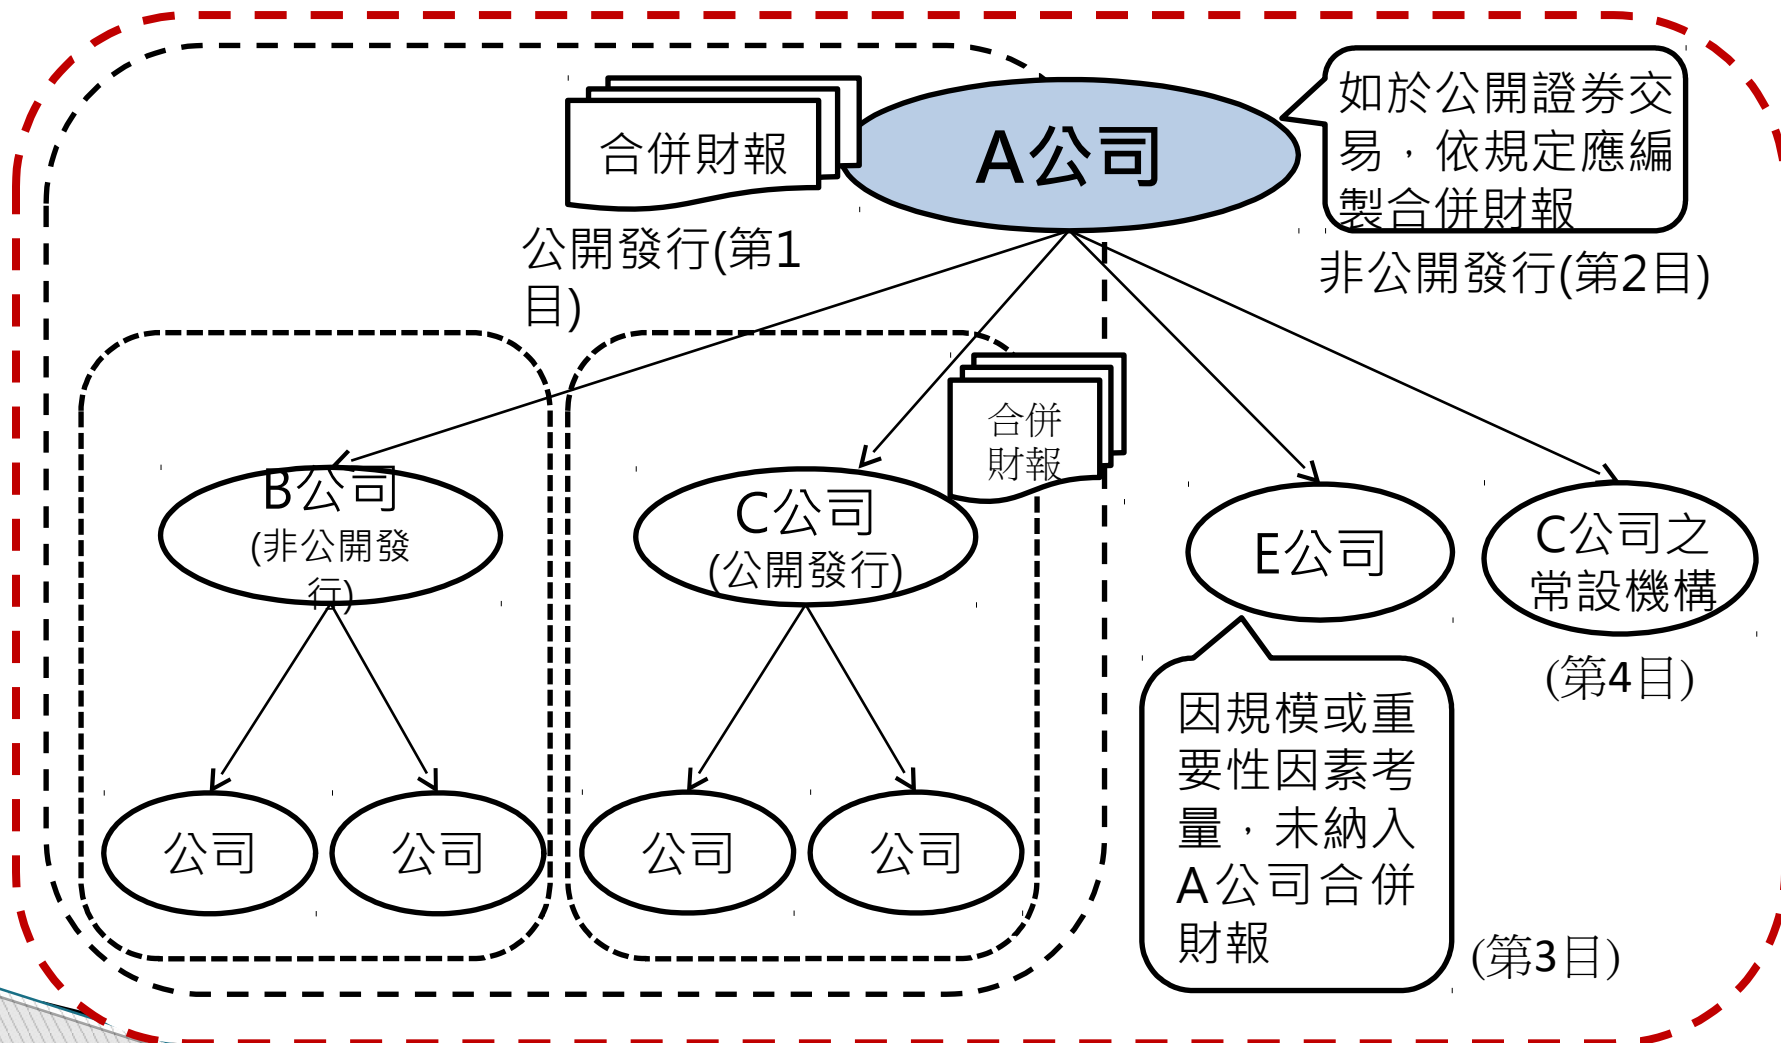 合併財報
A公司
如於公開證券交
易，依規定應編
製合併財報
公開發行(第1
目)
非公開發行(第2目)
合併
財報
B公司
(非公開發
行)
C公司
(公開發行)
E公司
C公司之
常設機構
(第4目)
因規模或重
要性因素考
量，未納入
A公司合併
財報
(第3目)
公司
公司
公司
公司